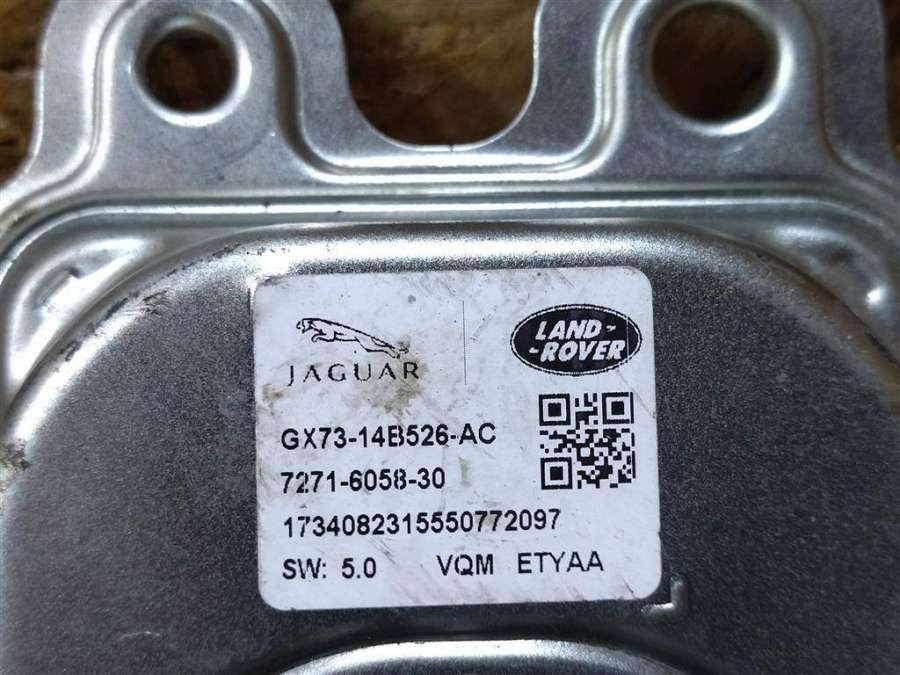 JAGUAR
LAND-
-ROVER
GX73-14B526-AC
7271-6058-30
1734082315550772097
SW: 5.0 VQM ETYAA